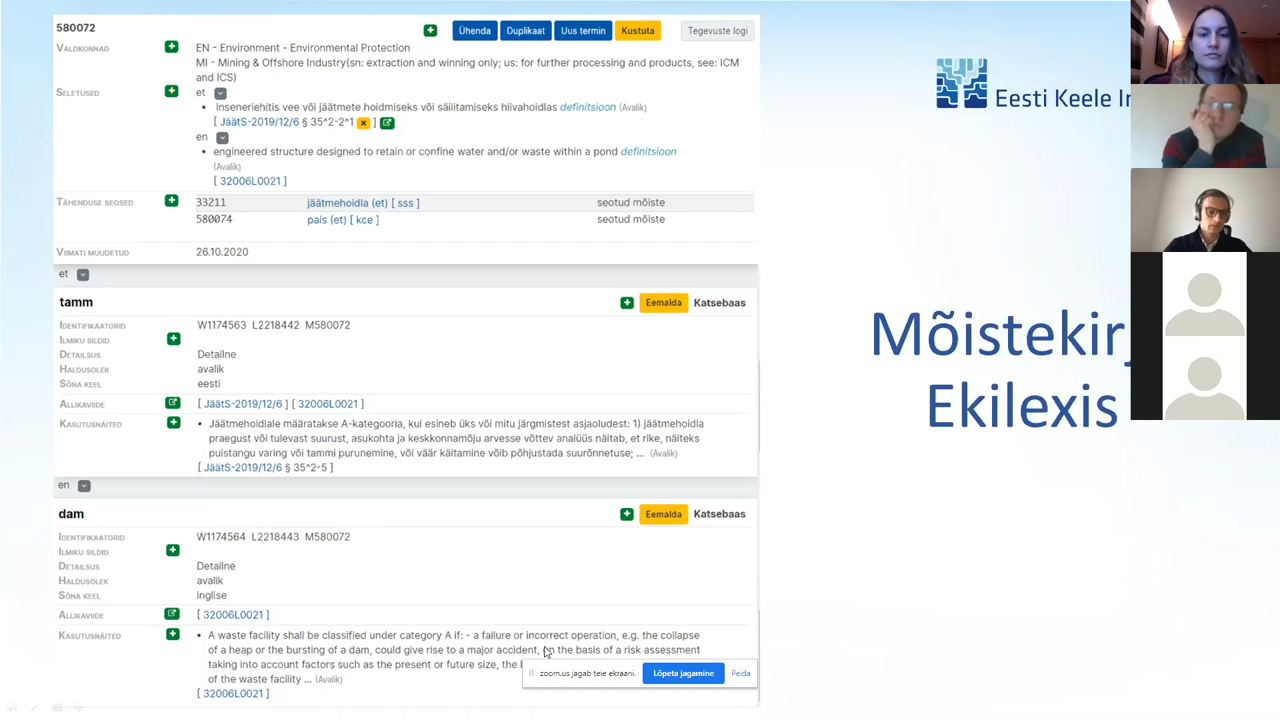 580072
Ühenda
Duplikaat
Uus termin
Kustuta
Tegevuste logi
VALDKONNAD
EN - Environment - Environmental Protection
MI - Mining & Offshore Industry(sn: extraction and winning only; us: for further processing and products, see: ICM
and ICS)
SELETUSED
et
inseneriehitis vee või jäätmete hoidmiseks või säilitamiseks hiivahoidlas definitsioon (Avalik)
[ JäätS-2019/12/6 § 35^2-2^1 ]
en
engineered structure designed to retain or confine water and/or waste within a pond definitsioon
(Avalik)
[ 32006L0021 ]
TÄHENDUSE SEOSED
33211 jäätmehoidla (et) [ sss ] seotud mõiste
580074 pais (et) [ kce ] seotud mõiste
VIIMATI MUUDETUD 26.10.2020
et
tamm
Eemalda
Katsebaas
IDENTIFIKAATORID W1174563 L2218442 M580072
ILMIKU SILDID
DETAILSUS Detailne
HALDUSOLEK avalik
SÕNA KEEL eesti
ALLIKAVIIDE [ JäätS-2019/12/6 ] [ 32006L0021 ]
KASUTUSNÄITED
Jäätmehoidlale määratakse A-kategooria, kui esineb üks või mitu järgmistest asjaoludest: 1) jäätmehoidla
praegust või tulevast suurust, asukohta ja keskkonnamõju arvesse võttev analüüs näitab, et rike, näiteks
puistangu varing või tammi purunemine, või väär käitamine võib põhjustada suurõnnetuse; ... (Avalik)
[ JäätS-2019/12/6 § 35^2-5 ]
en
dam
Eemalda
Katsebaas
IDENTIFIKAATORID W1174564 L2218443 M580072
ILMIKU SILDID
DETAILSUS Detailne
HALDUSOLEK avalik
SÕNA KEEL inglise
ALLIKAVIIDE [ 32006L0021 ]
KASUTUSNÄITED
A waste facility shall be classified under category A if: - a failure or incorrect operation, e.g. the collapse
of a heap or the bursting of a dam, could give rise to a major accident, on the basis of a risk assessment
taking into account factors such as the present or future size, the
of the waste facility ... (Avalik)
[ 32006L0021 ]
zoom.us jagab teie ekraani.
Lõpeta jagamine
Peida
Eesti Keele In
Mõistekirj
Ekilexis